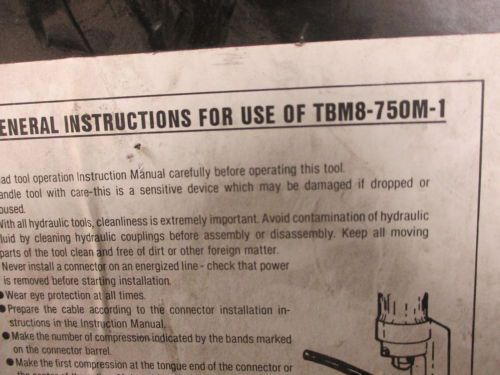 ENERAL INSTRUCTIONS FOR USE OF TBM8-750M-1
ad tool operation Instruction Manual carefully before operating this tool.
andle tool with care-this is a sensitive device which may be damaged if dropped or
bused.
With all hydraulic tools, cleanliness is extremely important. Avoid contamination of hydraulic
fluid by cleaning hydraulic couplings before assembly or disassembly. Keep all moving
parts of the tool clean and free of dirt or other foreign matter.
Never install a connector on an energized line - check that power
is removed before starting installation.
● Wear eye protection at all times.
● Prepare the cable according to the connector installation in-
structions in the Instruction Manual.
● Make the number of compression indicated by the bands marked
on the connector barrel.
● Make the first compression at the tongue end of the connector or
the center of the